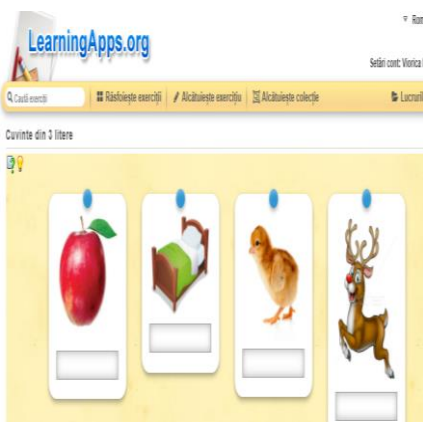 LearningApps.org
Setări cont: Viorica
Caută exerciții
Răsfoiește exerciții
Alcătuiește exercițiu
Alcătuiește colecție
Cuvinte din 3 litere